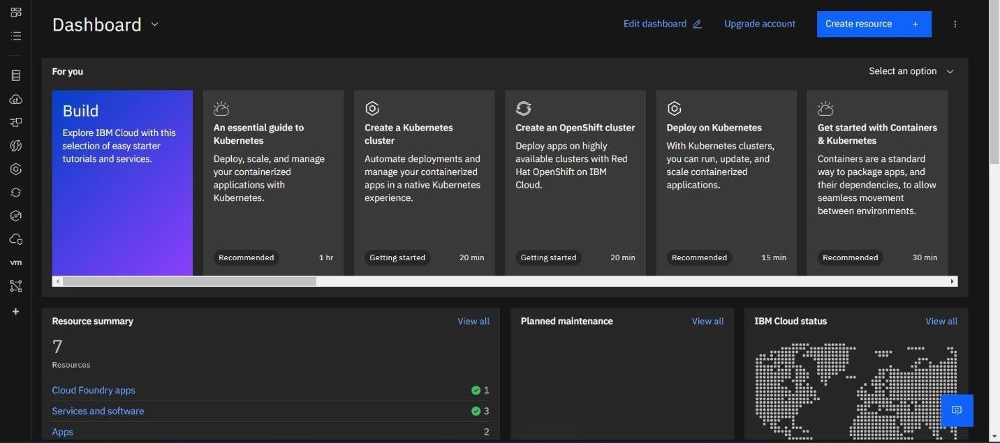 Dashboard
Edit dashboard
Upgrade account
Create resource +
For you
Select an option
Build
Explore IBM Cloud with this
selection of easy starter
tutorials and services.
An essential guide to
Kubernetes
Deploy, scale, and manage
your containerized
applications with
Kubernetes.
Recommended
1 hr
Create a Kubernetes
cluster
Automate deployments and
manage your containerized
apps in a native Kubernetes
experience.
Getting started
20 min
Create an OpenShift cluster
Deploy apps on highly
available clusters with Red
Hat OpenShift on IBM
Cloud.
Getting started
20 min
Deploy on Kubernetes
With Kubernetes clusters,
you can run, update, and
scale containerized
applications.
Recommended
15 min
Get started with Containers
& Kubernetes
Containers are a standard
way to package apps, and
their dependencies, to allow
seamless movement
between environments.
Recommended
30 min
cf
vm
Resource summary
View all
7
Resources
Cloud Foundry apps
1
Services and software
3
Apps
2
Planned maintenance
View all
IBM Cloud status
View all